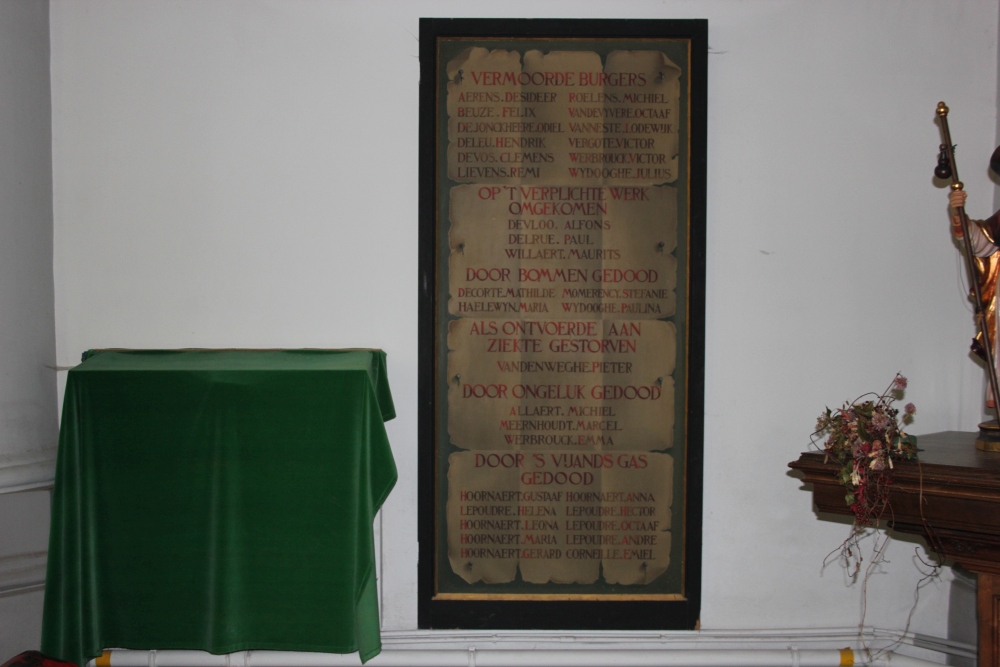 VERMOORDE BURGERS
AERENS.DESIDEER ROELENS.MICHIEL
BEUZE.FELIX VANDEVYVERE.OCTAAF
DEJONCKHEERE.ODIEL VANNESTE.LODEWIJK
DELEU.HENDRIK VERGOTE.VICTOR
DEVOS.CLEMENS WERBROUCK.VICTOR
LIEVENS.REMI WYDOOGHE.JULIUS
OP 'T VERPLICHTE WERK
OMGEKOMEN
DEVLOO. ALFONS
DELRUE. PAUL
WILLAERT. MAURITS
DOOR BOMMEN GEDOOD
DECORTE.MATHILDE MOMERENCY.STEFANIE
HAELEWYN.MARIA WYDOOGHE.PAULINA
ALS ONTVOERDE AAN
ZIEKTE GESTORVEN
VANDENWEGHE.PIETER
DOOR ONGELUK GEDOOD
ALLAERT. MICHIEL
MEERNHOUDT.MARCEL
WERBROUCK.EMMA
DOOR 'S VIJANDS GAS
GEDOOD
HOORNAERT.GUSTAAF HOORNAERT.ANNA
LEPOUDRE.HELENA LEPOUDRE.HECTOR
HOORNAERT.LEONA LEPOUDRE.OCTAAF
HOORNAERT.MARIA LEPOUDRE.ANDRE
HOORNAERT.GERARD CORNEILLE.EMIEL